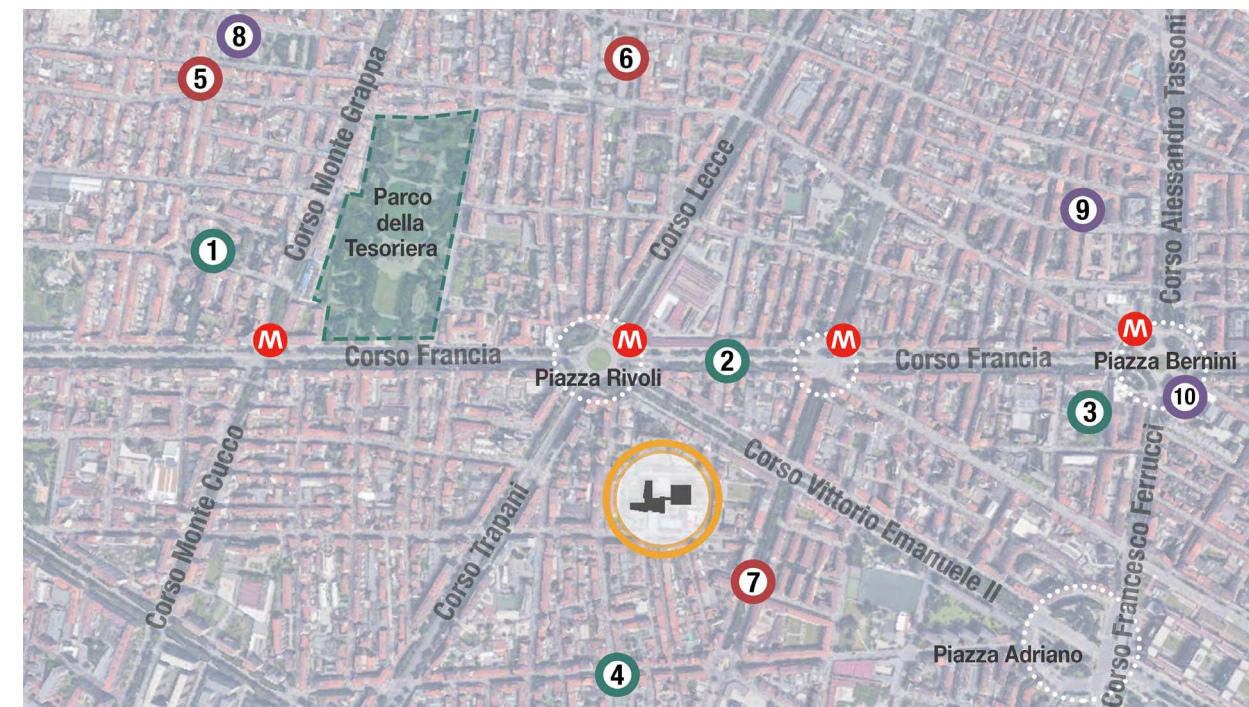 8
5
6
Corso Monte Grappa
Corso Alessandro Tassoni
Parco
della
Tesoriera
Corso Lecce
9
1
M
M
M
M
Corso Francia
Piazza Rivoli
2
Corso Francia
Piazza Bernini
10
3
Corso Monte Cucco
Corso Trapani
Corso Vittorio Emanuele II
Corso Francesco Ferrucci
7
4
Piazza Adriano